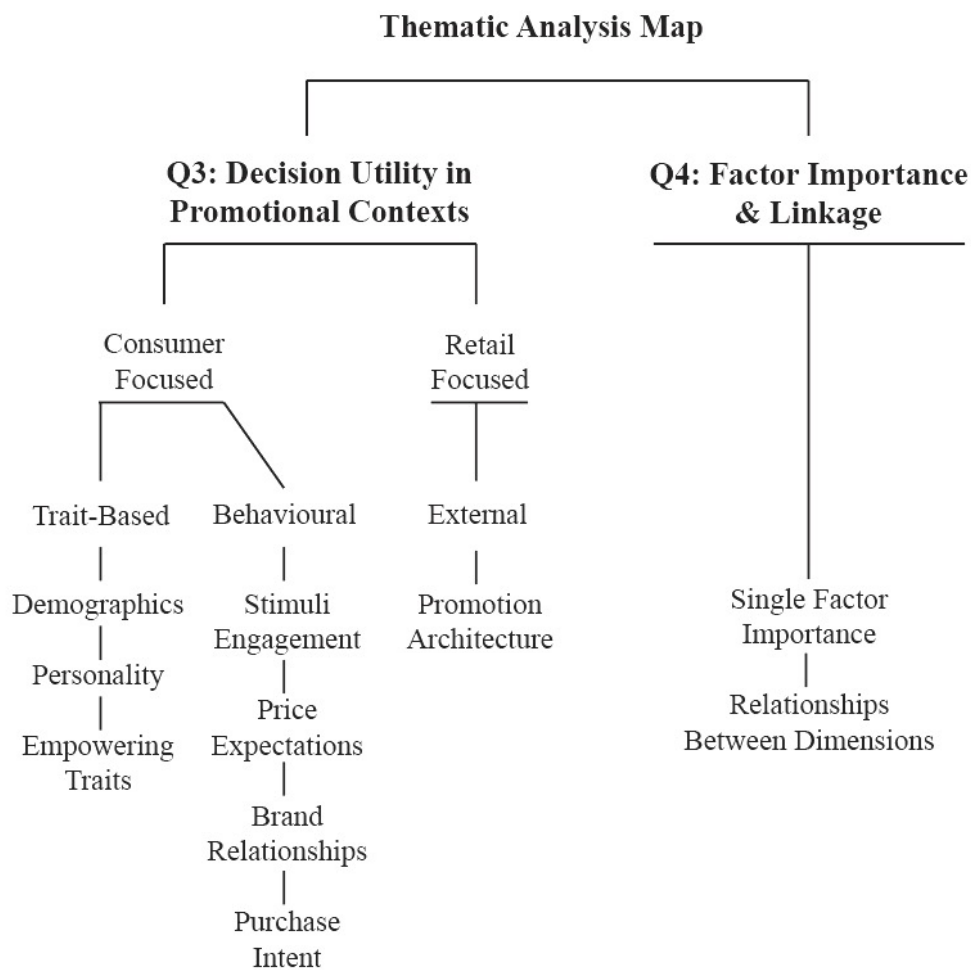 Thematic Analysis Map
Q3: Decision Utility in
Promotional Contexts
Q4: Factor Importance
& Linkage
Consumer
Focused
Retail
Focused
Trait-Based
Behavioural
External
Demographics
Personality
Empowering
Traits
Stimuli
Engagement
Price
Expectations
Brand
Relationships
Purchase
Intent
Promotion
Architecture
Single Factor
Importance
Relationships
Between Dimensions